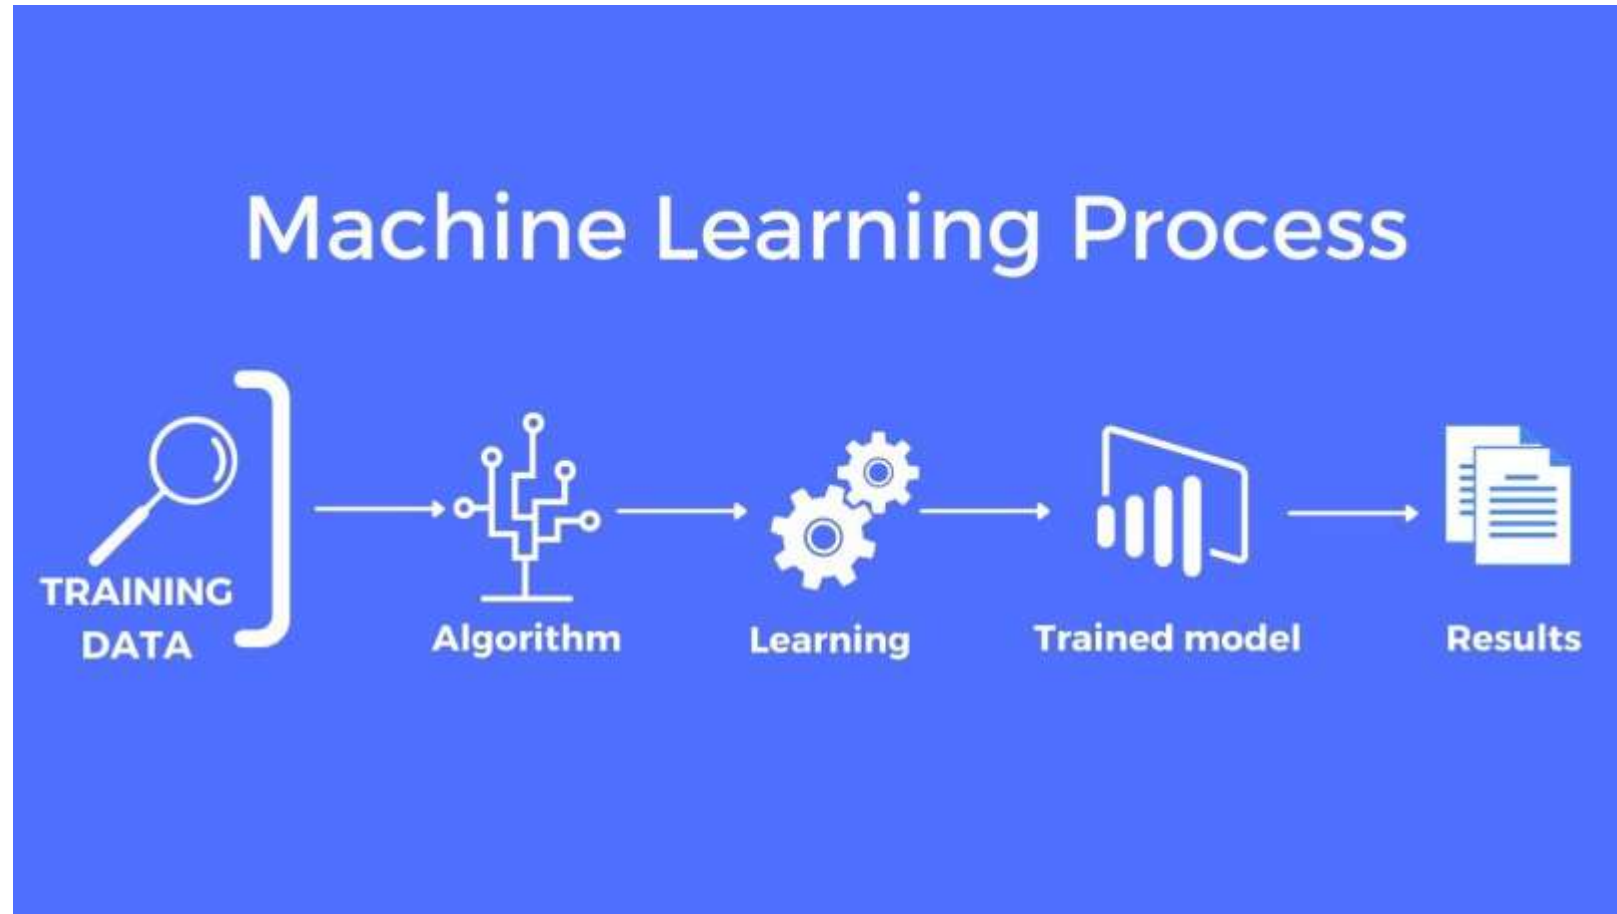 Machine Learning Process
TRAINING
DATA
Algorithm
Learning
Trained model
Results